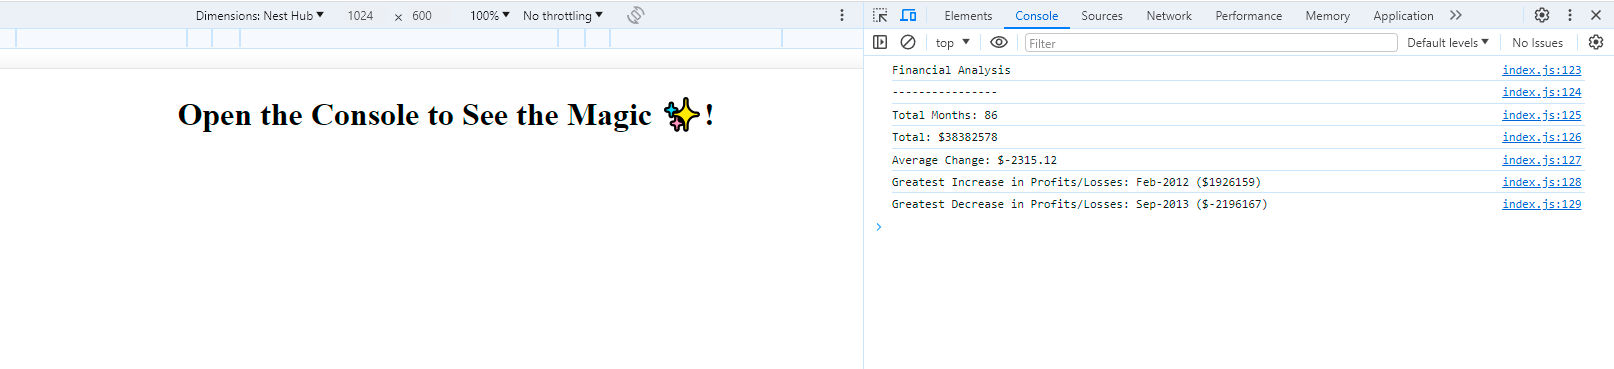 Dimensions: Nest Hub ▼ 1024 × 600 100% ▼ No throttling ▼
Elements Console Sources Network Performance Memory Application
top ▼ Filter Default levels ▼ No Issues
Open the Console to See the Magic ✨!
Financial Analysis index.js:123
---------------- index.js:124
Total Months: 86 index.js:125
Total: $38382578 index.js:126
Average Change: $-2315.12 index.js:127
Greatest Increase in Profits/Losses: Feb-2012 ($1926159) index.js:128
Greatest Decrease in Profits/Losses: Sep-2013 ($-2196167) index.js:129